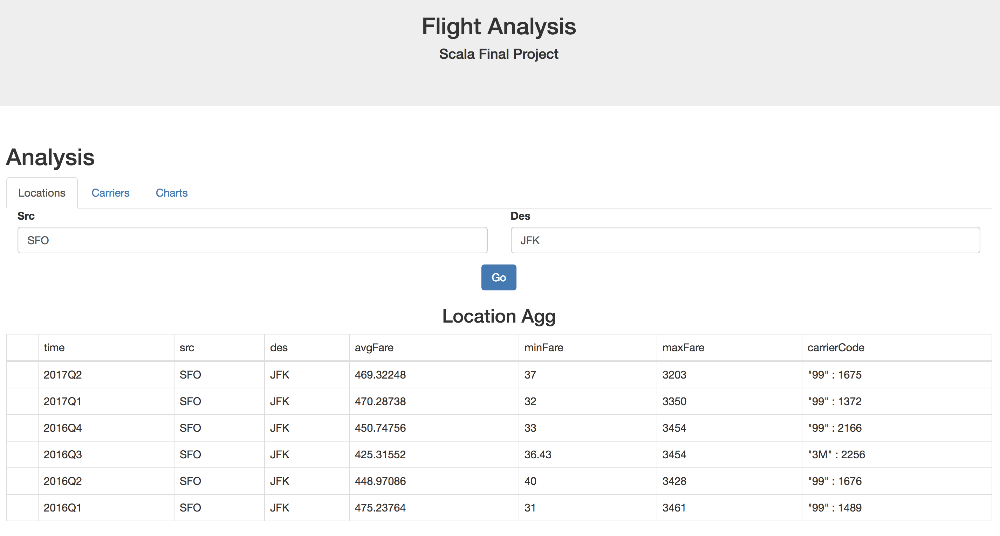 Flight Analysis
Scala Final Project
Analysis
Locations Carriers Charts
Src Des
SFO JFK
Go
Location Agg
time src des avgFare minFare maxFare carrierCode
2017Q2 SFO JFK 469.32248 37 3203 "99" : 1675
2017Q1 SFO JFK 470.28738 32 3350 "99" : 1372
2016Q4 SFO JFK 450.74756 33 3454 "99" : 2166
2016Q3 SFO JFK 425.31552 36.43 3454 "3M" : 2256
2016Q2 SFO JFK 448.97086 40 3428 "99" : 1676
2016Q1 SFO JFK 475.23764 31 3461 "99" : 1489